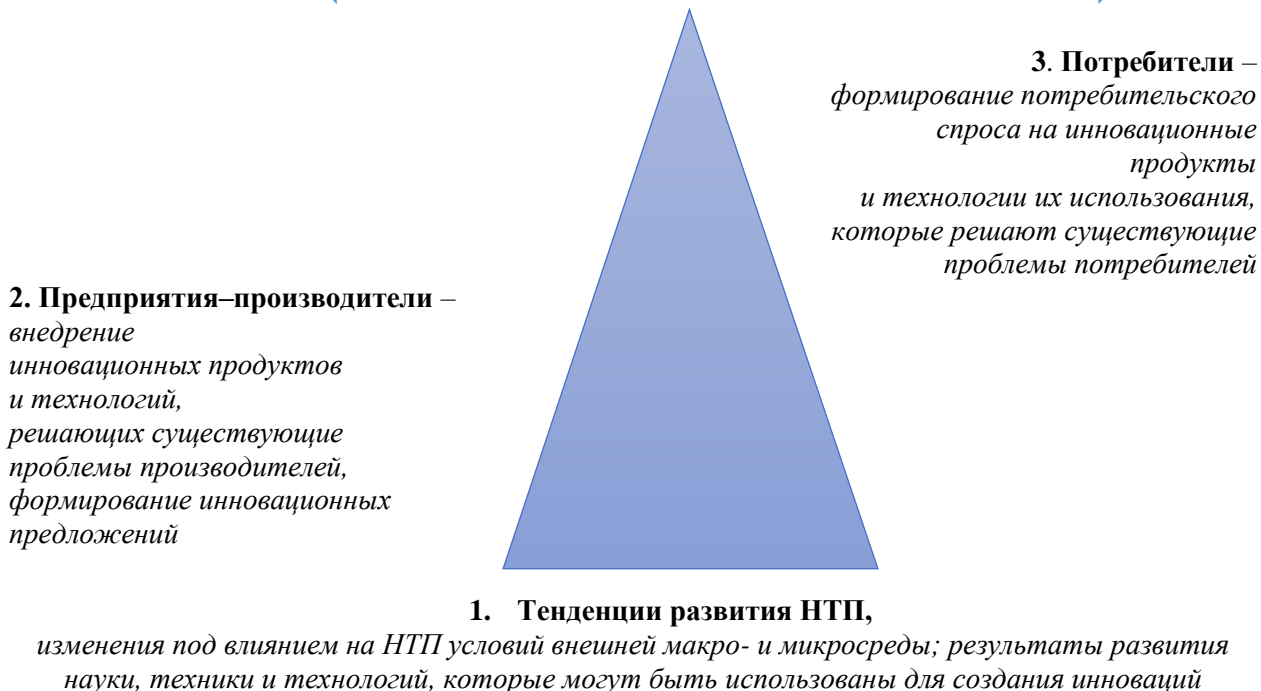 3. Потребители –
формирование потребительского
спроса на инновационные
продукты
и технологии их использования,
которые решают существующие
проблемы потребителей
2. Предприятия–производители –
внедрение
инновационных продуктов
и технологий,
решающих существующие
проблемы производителей,
формирование инновационных
предложений
1. Тенденции развития НТП,
изменения под влиянием на НТП условий внешней макро- и микросреды; результаты развития
науки, техники и технологий, которые могут быть использованы для создания инноваций